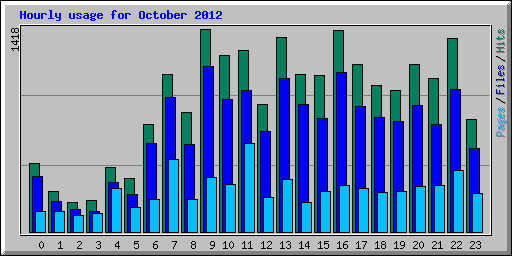 Hourly usage for October 2012
1418
Pages / Files / Hits
0 1 2 3 4 5 6 7 8 9 10 11 12 13 14 15 16 17 18 19 20 21 22 23